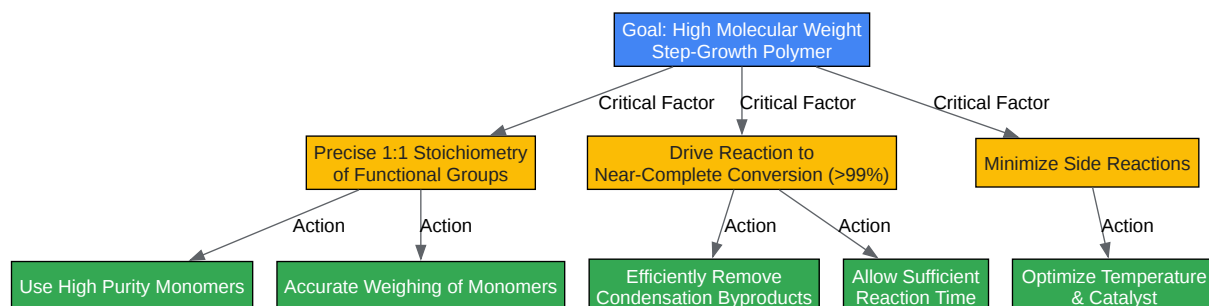 Goal: High Molecular Weight
Step-Growth Polymer
Critical Factor
Critical Factor
Critical Factor
Precise 1:1 Stoichiometry
of Functional Groups
Drive Reaction to
Near-Complete Conversion (>99%)
Minimize Side Reactions
Action
Action
Action
Action
Action
Use High Purity Monomers
Accurate Weighing of Monomers
Efficiently Remove
Condensation Byproducts
Allow Sufficient
Reaction Time
Optimize Temperature
& Catalyst